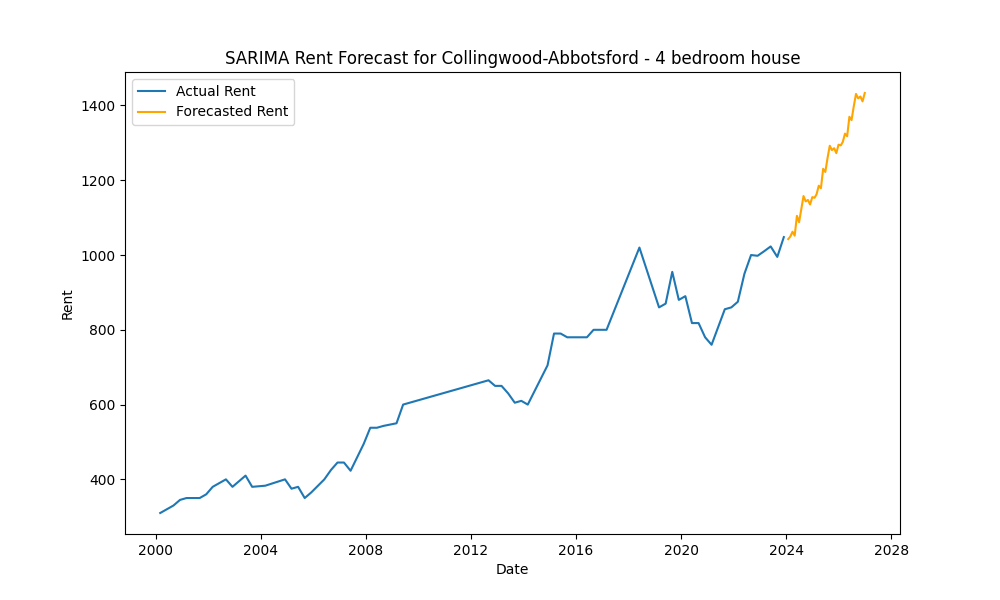 SARIMA Rent Forecast for Collingwood-Abbotsford - 4 bedroom house
Actual Rent
Forecasted Rent
1400
1200
1000
800
600
400
Rent
2000 2004 2008 2012 2016 2020 2024 2028
Date